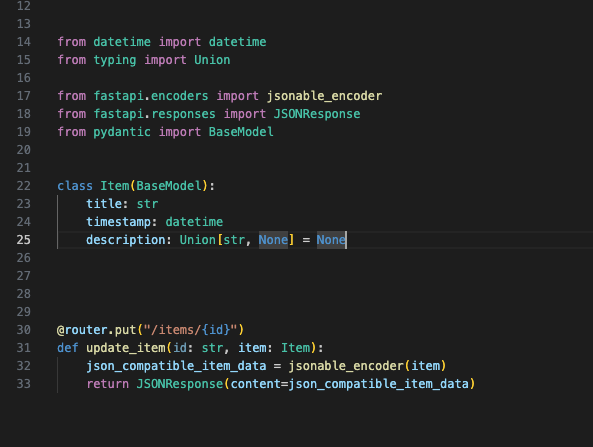 12
13
14 from datetime import datetime
15 from typing import Union
16
17 from fastapi.encoders import jsonable_encoder
18 from fastapi.responses import JSONResponse
19 from pydantic import BaseModel
20
21
22 class Item(BaseModel):
23     title: str
24     timestamp: datetime
25     description: Union[str, None] = None
26
27
28
29
30 @router.put("/items/{id}")
31 def update_item(id: str, item: Item):
32     json_compatible_item_data = jsonable_encoder(item)
33     return JSONResponse(content=json_compatible_item_data)